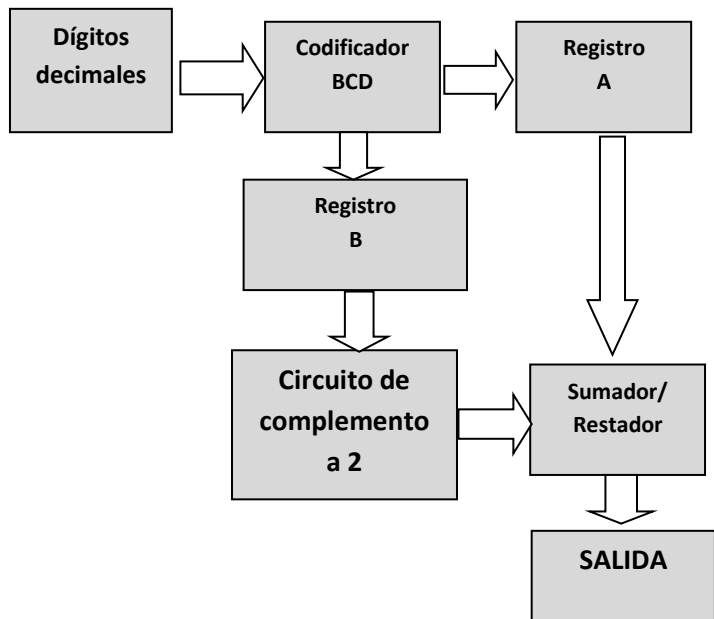 Dígitos
decimales
Codificador
BCD
Registro
A
Registro
B
Circuito de
complemento
a 2
Sumador/
Restador
SALIDA